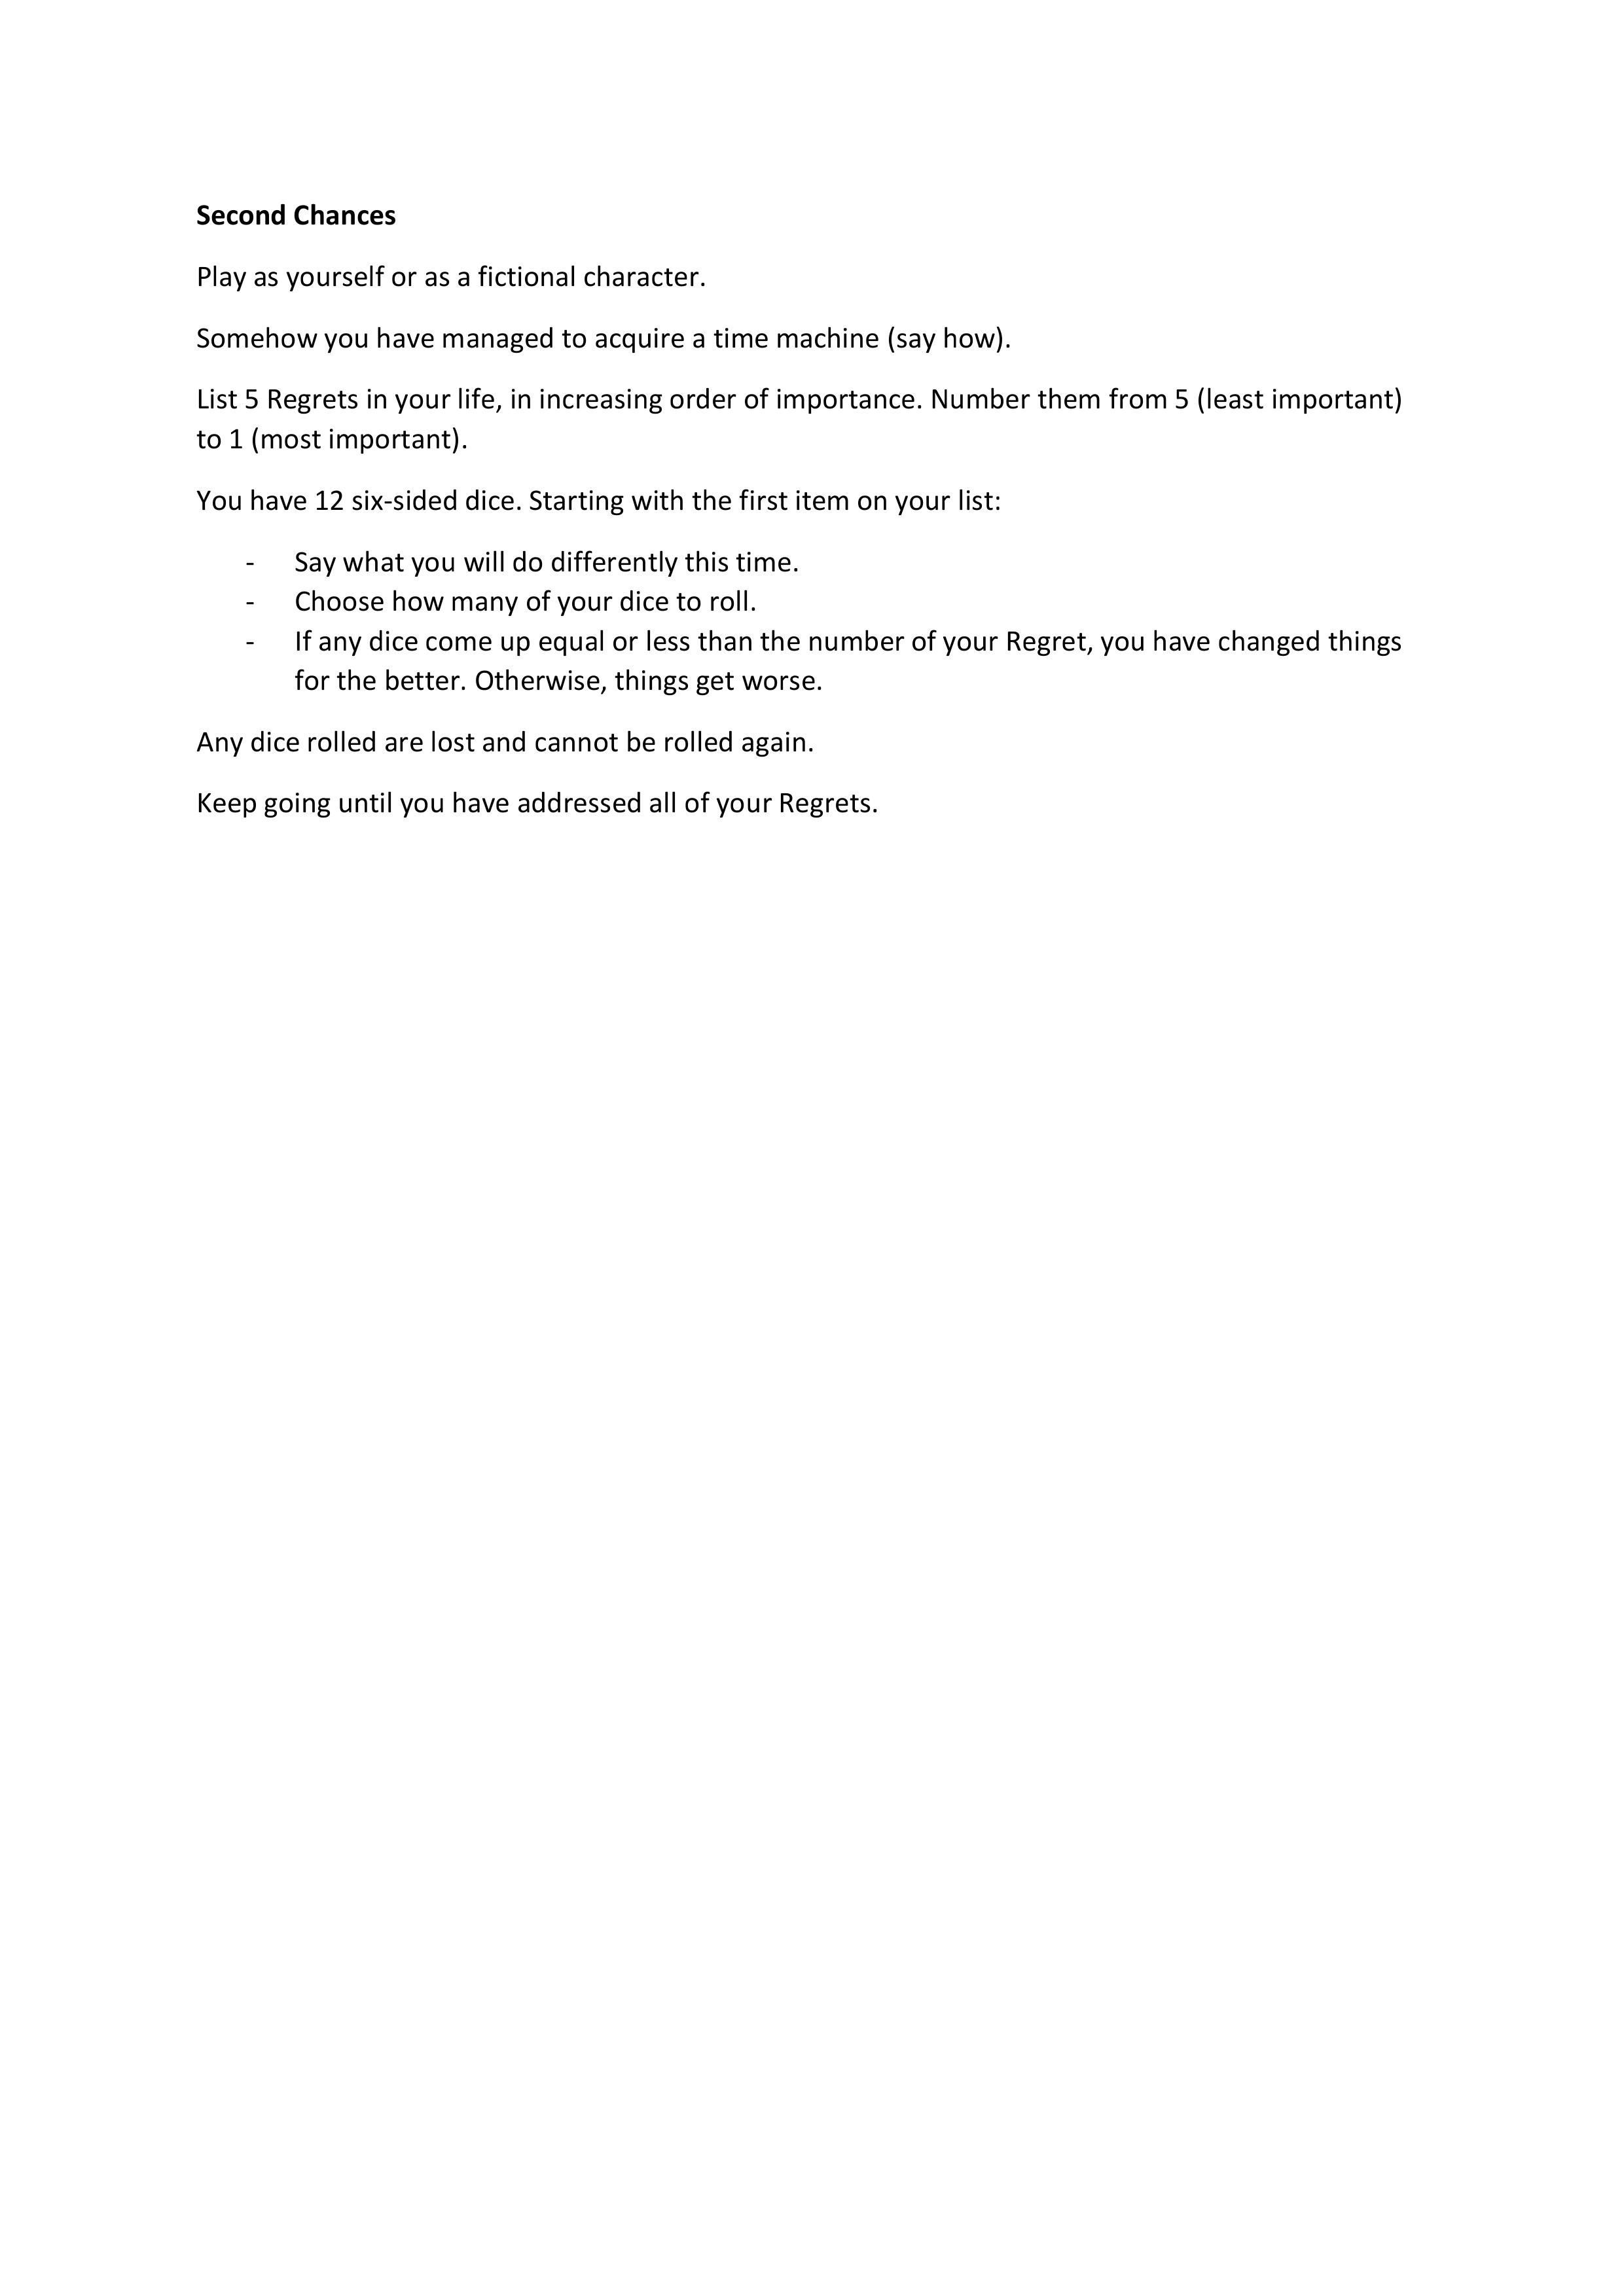 Second Chances
Play as yourself or as a fictional character.
Somehow you have managed to acquire a time machine (say how).
List 5 Regrets in your life, in increasing order of importance. Number them from 5 (least important)
to 1 (most important).
You have 12 six-sided dice. Starting with the first item on your list:
- Say what you will do differently this time.
- Choose how many of your dice to roll.
- If any dice come up equal or less than the number of your Regret, you have changed things
for the better. Otherwise, things get worse.
Any dice rolled are lost and cannot be rolled again.
Keep going until you have addressed all of your Regrets.